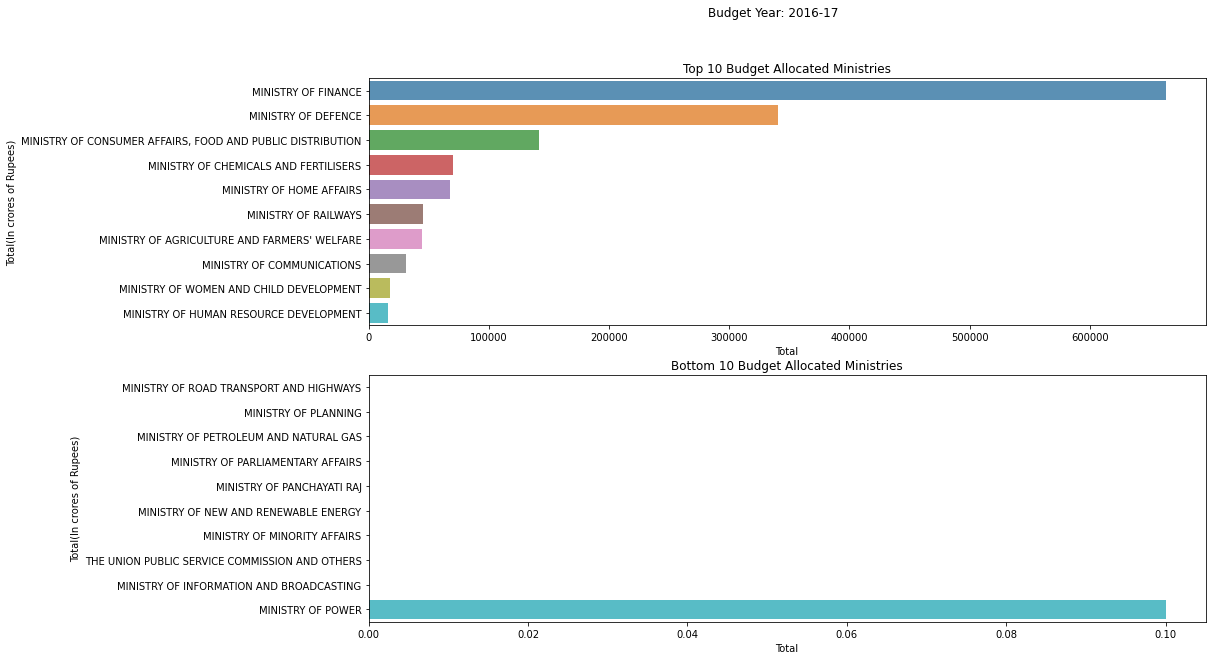 Budget Year: 2016-17
Top 10 Budget Allocated Ministries
Total(In crores of Rupees)
MINISTRY OF FINANCE
MINISTRY OF DEFENCE
MINISTRY OF CONSUMER AFFAIRS, FOOD AND PUBLIC DISTRIBUTION
MINISTRY OF CHEMICALS AND FERTILISERS
MINISTRY OF HOME AFFAIRS
MINISTRY OF RAILWAYS
MINISTRY OF AGRICULTURE AND FARMERS' WELFARE
MINISTRY OF COMMUNICATIONS
MINISTRY OF WOMEN AND CHILD DEVELOPMENT
MINISTRY OF HUMAN RESOURCE DEVELOPMENT
0 100000 200000 300000 400000 500000 600000
Total
Bottom 10 Budget Allocated Ministries
Total(In crores of Rupees)
MINISTRY OF ROAD TRANSPORT AND HIGHWAYS
MINISTRY OF PLANNING
MINISTRY OF PETROLEUM AND NATURAL GAS
MINISTRY OF PARLIAMENTARY AFFAIRS
MINISTRY OF PANCHAYATI RAJ
MINISTRY OF NEW AND RENEWABLE ENERGY
MINISTRY OF MINORITY AFFAIRS
THE UNION PUBLIC SERVICE COMMISSION AND OTHERS
MINISTRY OF INFORMATION AND BROADCASTING
MINISTRY OF POWER
0.00 0.02 0.04 0.06 0.08 0.10
Total